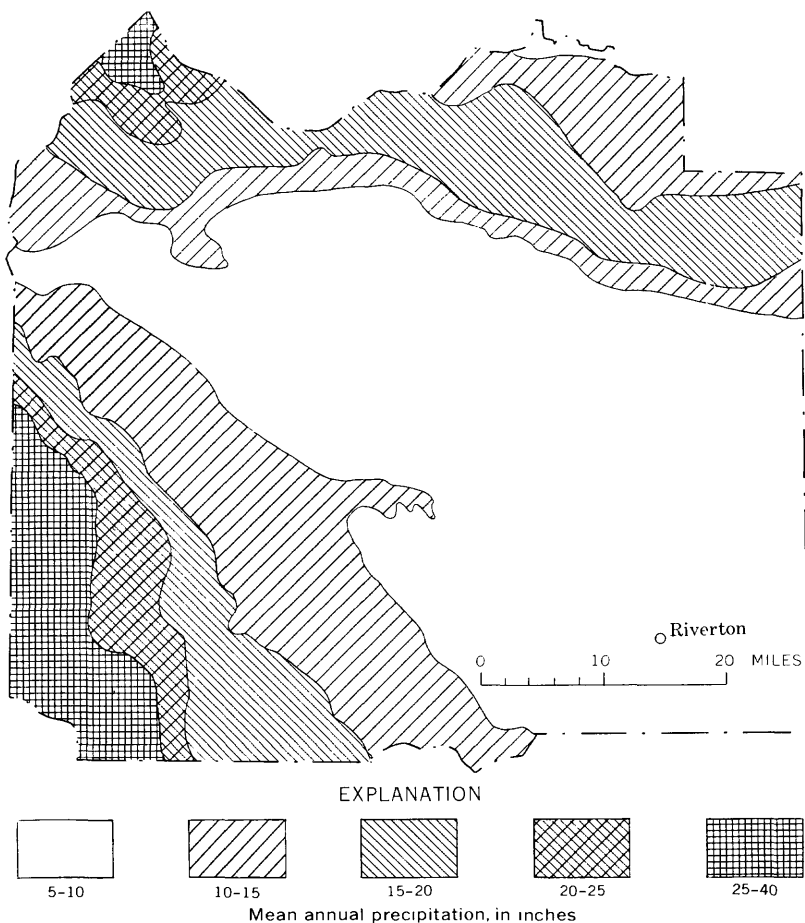 Riverton
0 10 20 MILES
EXPLANATION
5-10 10-15 15-20 20-25 25-40
Mean annual precipitation, in inches